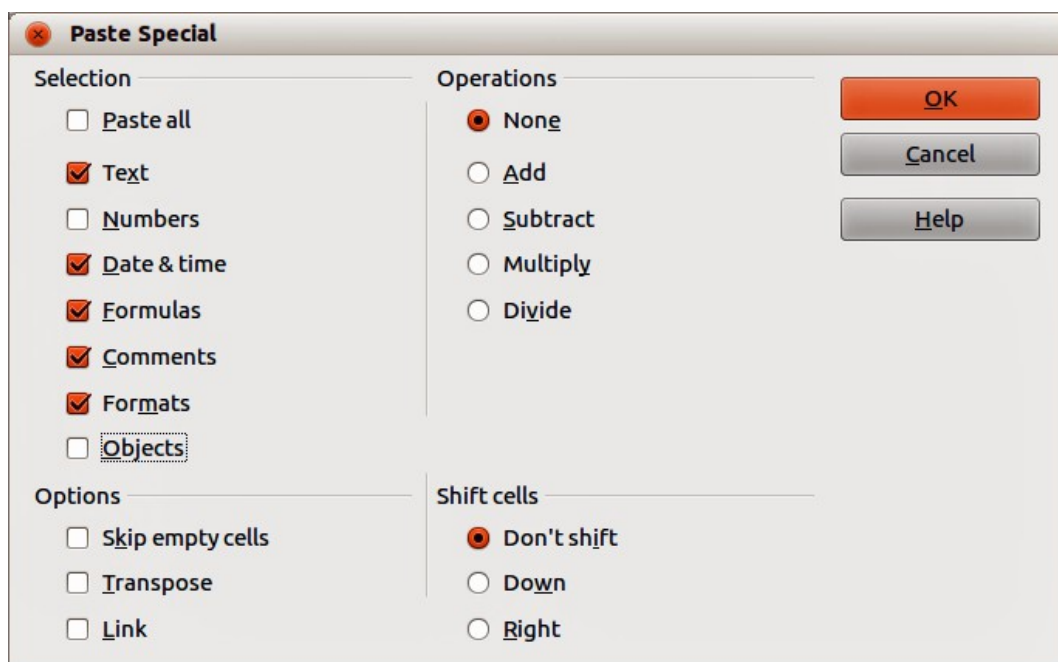 Paste Special
Selection
Paste all
Text
Numbers
Date & time
Formulas
Comments
Formats
Objects
Operations
None
Add
Subtract
Multiply
Divide
OK
Cancel
Help
Options
Skip empty cells
Transpose
Link
Shift cells
Don't shift
Down
Right